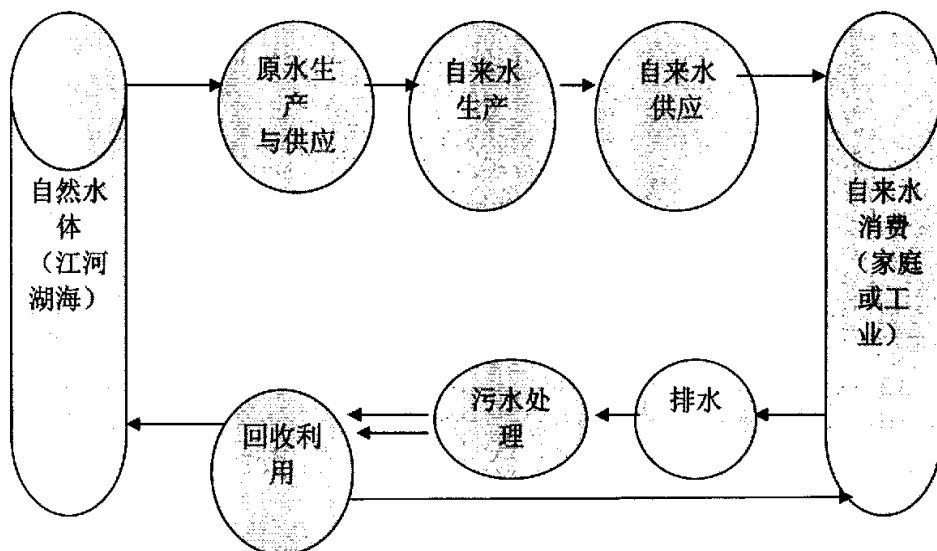 原水生
产
与供应
自来水
生产
自来水
供应
自然水
体
（江河
湖海）
自来水
消费
（家庭
或工
业）
污水处
理
排水
回收利
用